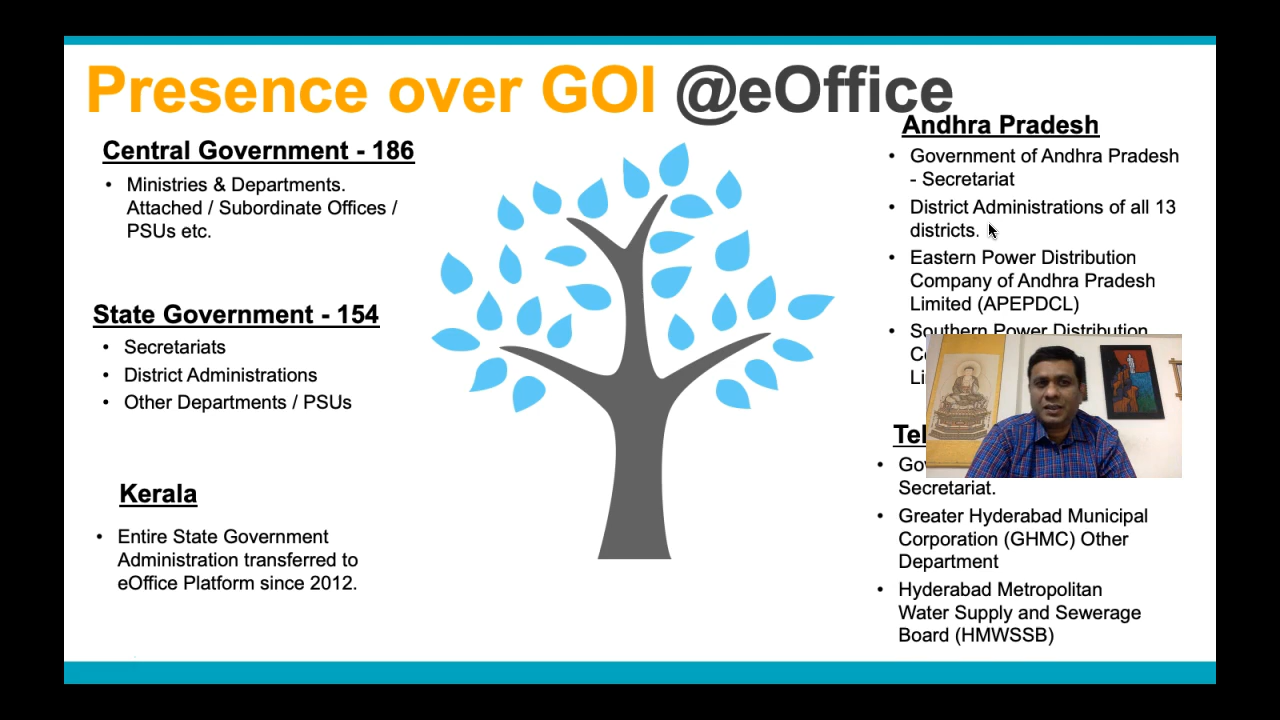 Presence over GOI @eOffice
Central Government - 186
• Ministries & Departments.
Attached / Subordinate Offices /
PSUs etc.
State Government - 154
• Secretariats
• District Administrations
• Other Departments / PSUs
Kerala
• Entire State Government
Administration transferred to
eOffice Platform since 2012.
Andhra Pradesh
• Government of Andhra Pradesh
- Secretariat
• District Administrations of all 13
districts.
• Eastern Power Distribution
Company of Andhra Pradesh
Limited (APEPDCL)
• Southern Power Distribution
Secretariat.
• Greater Hyderabad Municipal
Corporation (GHMC) Other
Department
• Hyderabad Metropolitan
Water Supply and Sewerage
Board (HMWSSB)